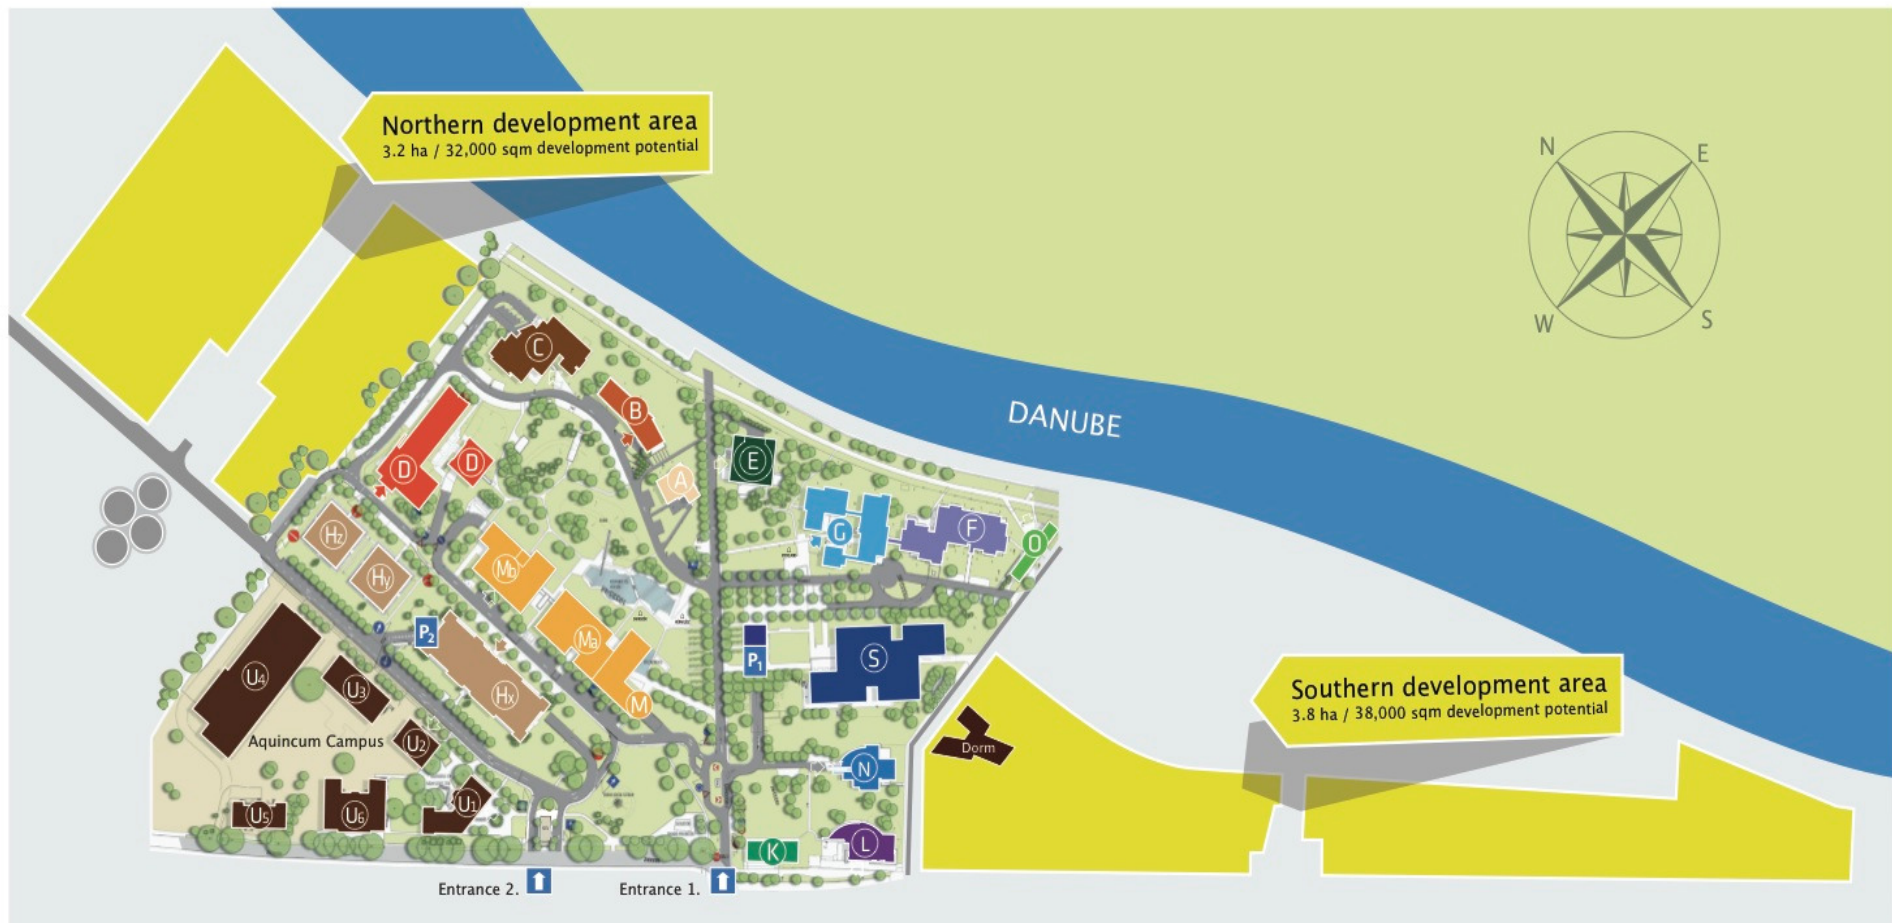 Northern development area
3.2 ha / 32,000 sqm development potential
N
E
W
S
DANUBE
C
B
D
D
A
E
G
F
O
Hz
Hy
Mb
Ma
M
P2
Hx
P1
S
U4
U3
U2
Aquincum Campus
U1
U5
U6
N
K
L
Dorm
Southern development area
3.8 ha / 38,000 sqm development potential
Entrance 2.
Entrance 1.